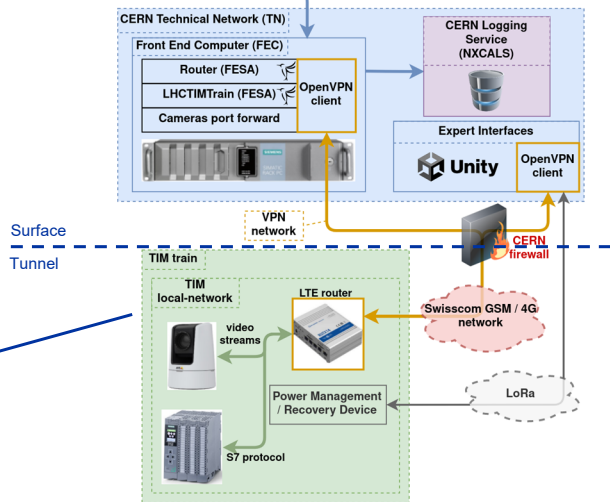 CERN Technical Network (TN)
Front End Computer (FEC)
Router (FESA)
LHCTIMTrain (FESA)
Cameras port forward
OpenVPN
client
CERN Logging
Service
(NXCALS)
Expert Interfaces
Unity
OpenVPN
client
SIEMENS
VPN
network
CERN
firewall
Surface
Tunnel
TIM train
TIM
local-network
LTE router
video
streams
Swisscom GSM / 4G
network
Power Management
/ Recovery Device
LoRa
S7 protocol